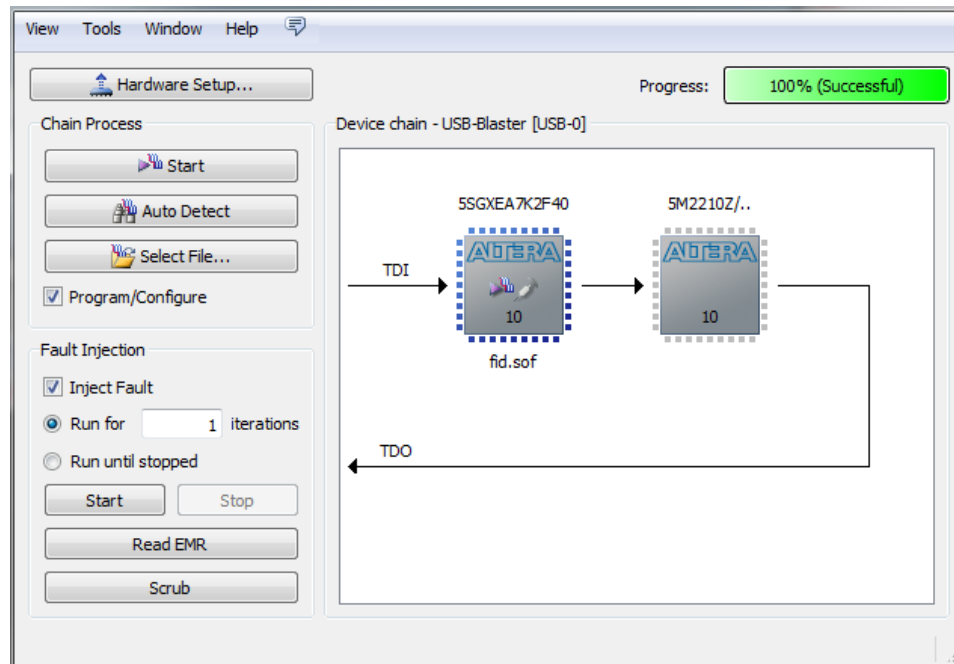 View Tools Window Help
Hardware Setup...
Progress: 100% (Successful)
Chain Process
Start
Auto Detect
Select File...
Program/Configure
Fault Injection
Inject Fault
Run for 1 iterations
Run until stopped
Start Stop
Read EMR
Scrub
Device chain - USB-Blaster [USB-0]
5SGXEA7K2F40 5M2210Z/..
ALTERA ALTERA
TDI
10 10
fid.sof
TDO